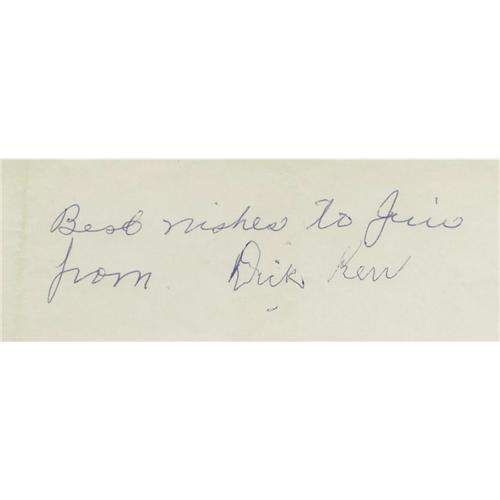 Best wishes to Jim
from Dick Kerr